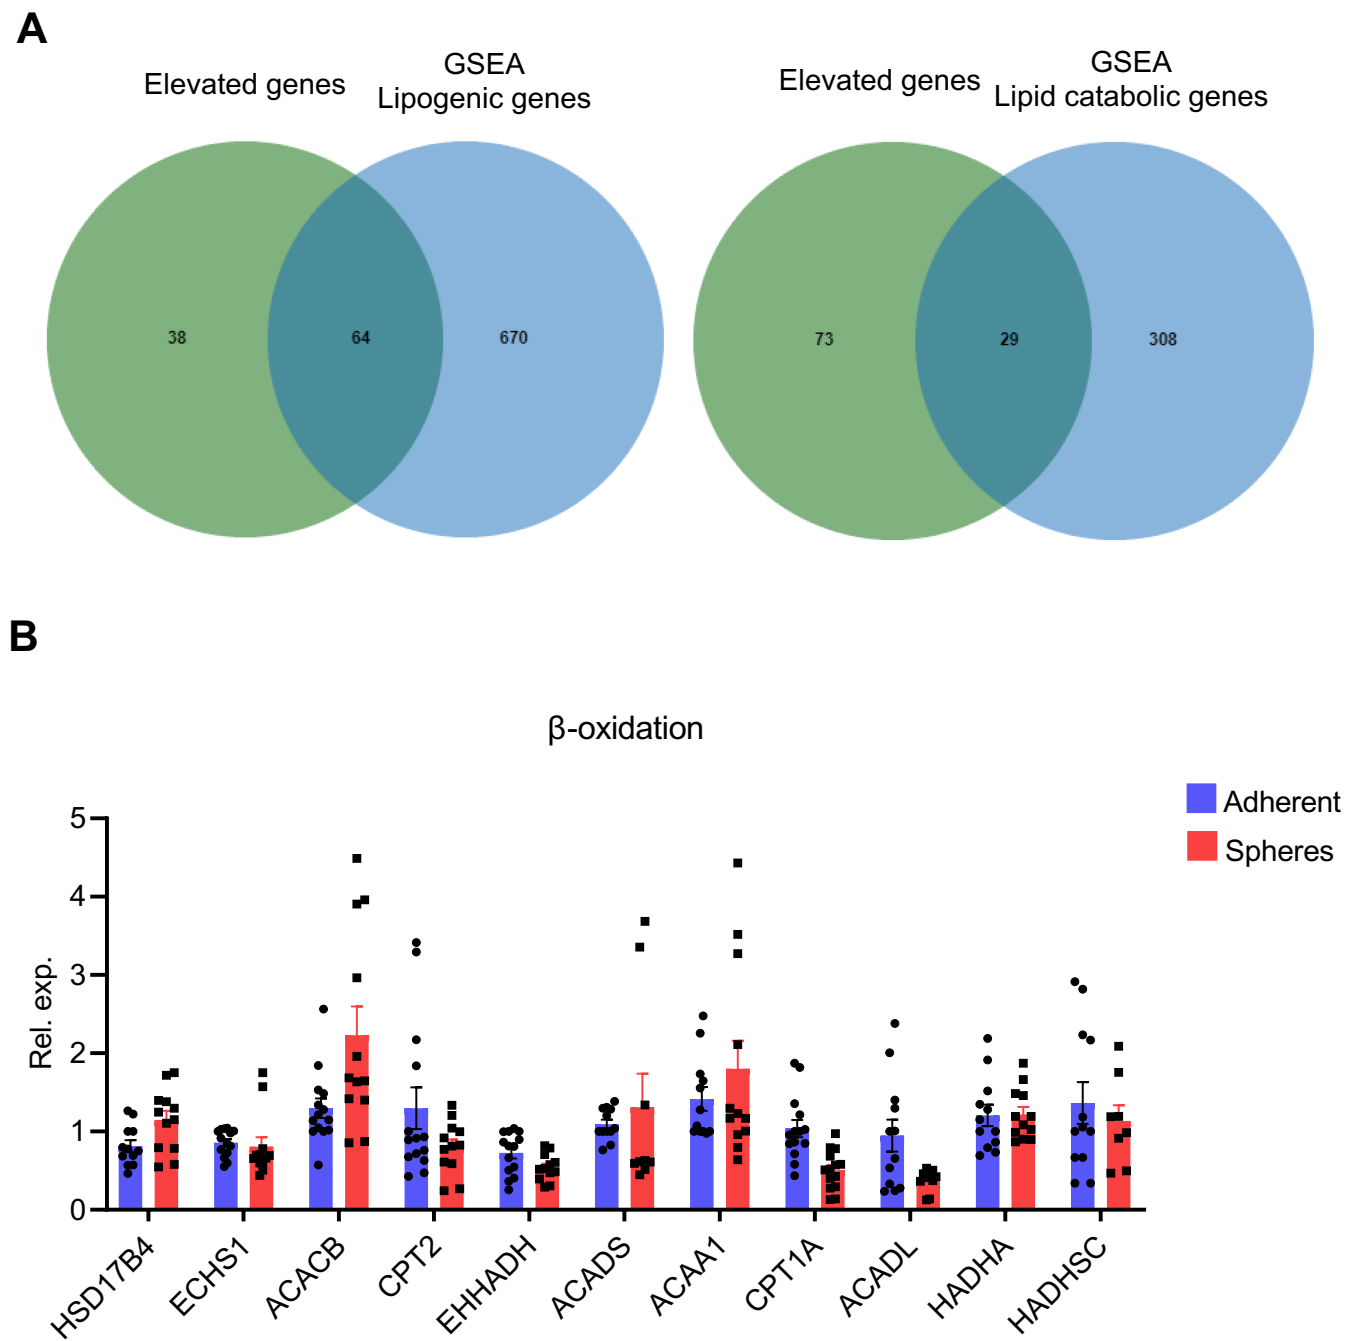 A
Elevated genes
GSEA
Lipogenic genes
Elevated genes
GSEA
Lipid catabolic genes
38
64
670
73
29
308
B
β-oxidation
Adherent
Spheres
Rel. exp.
5
4
3
2
1
0
HSD17B4
ECHS1
ACACB
CPT2
EHHADH
ACADS
ACAA1
CPT1A
ACADL
HADHA
HADHSC